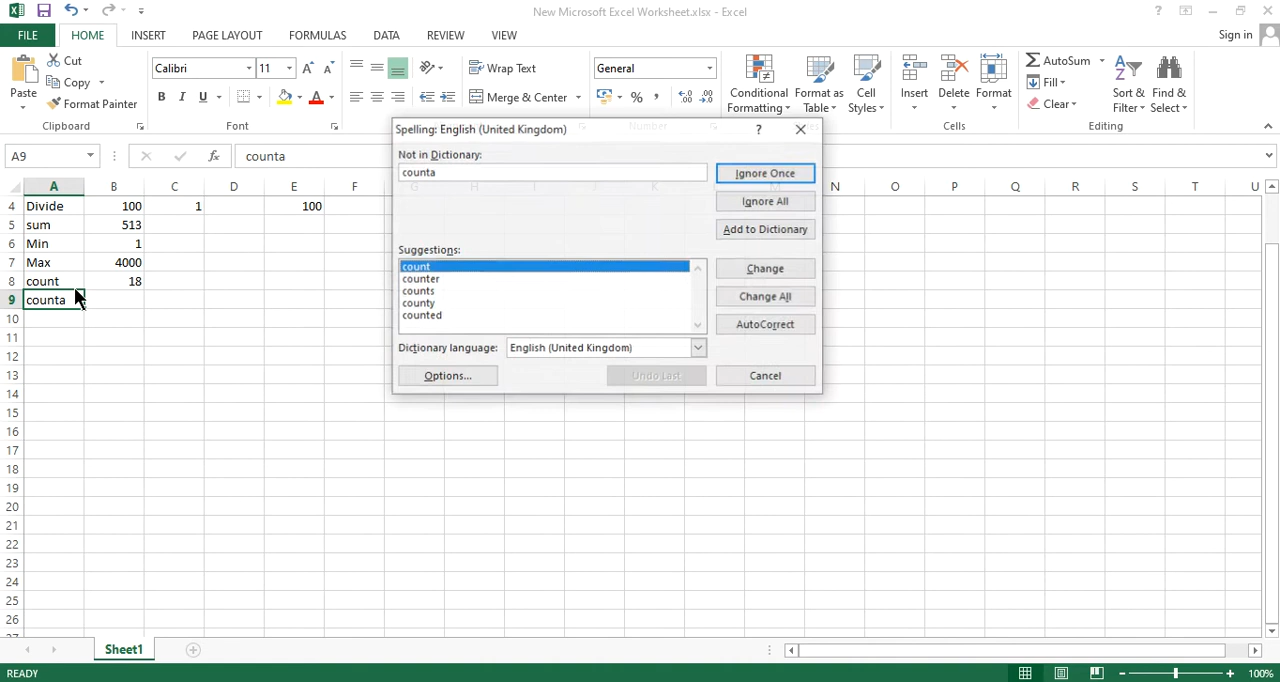 New Microsoft Excel Worksheet.xlsx - Excel
FILE HOME INSERT PAGE LAYOUT FORMULAS DATA REVIEW VIEW Sign in
Paste Cut Copy Format Painter Clipboard
Calibri 11 B I U A Font
Wrap Text Merge & Center
General % Number
Conditional Formatting Format as Table Cell Styles
Insert Delete Format Cells
AutoSum Fill Clear Sort & Filter Find & Select Editing
A9 fx counta
A B C D E F G H I J K M N O P Q R S T U
4 Divide 100 1 100
5 sum 513
6 Min 1
7 Max 4000
8 count 18
9 counta
10
11
12
13
14
15
16
17
18
19
20
21
22
23
24
25
26
27
Spelling: English (United Kingdom) ?
Not in Dictionary:
counta
Ignore Once
Ignore All
Add to Dictionary
Suggestions:
count
counter
counts
county
counted
Change
Change All
AutoCorrect
Dictionary language: English (United Kingdom)
Options... Undo Last Cancel
Sheet1
READY 100%